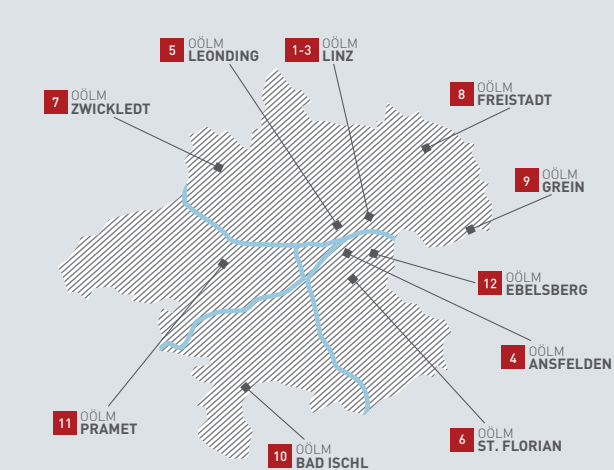 5 OÖLM
LEONDING
1-3 OÖLM
LINZ
7 OÖLM
ZWICKLEDT
8 OÖLM
FREISTADT
9 OÖLM
GREIN
12 OÖLM
EBELSBERG
4 OÖLM
ANSFELDEN
11 OÖLM
PRAMET
6 OÖLM
ST. FLORIAN
10 OÖLM
BAD ISCHL